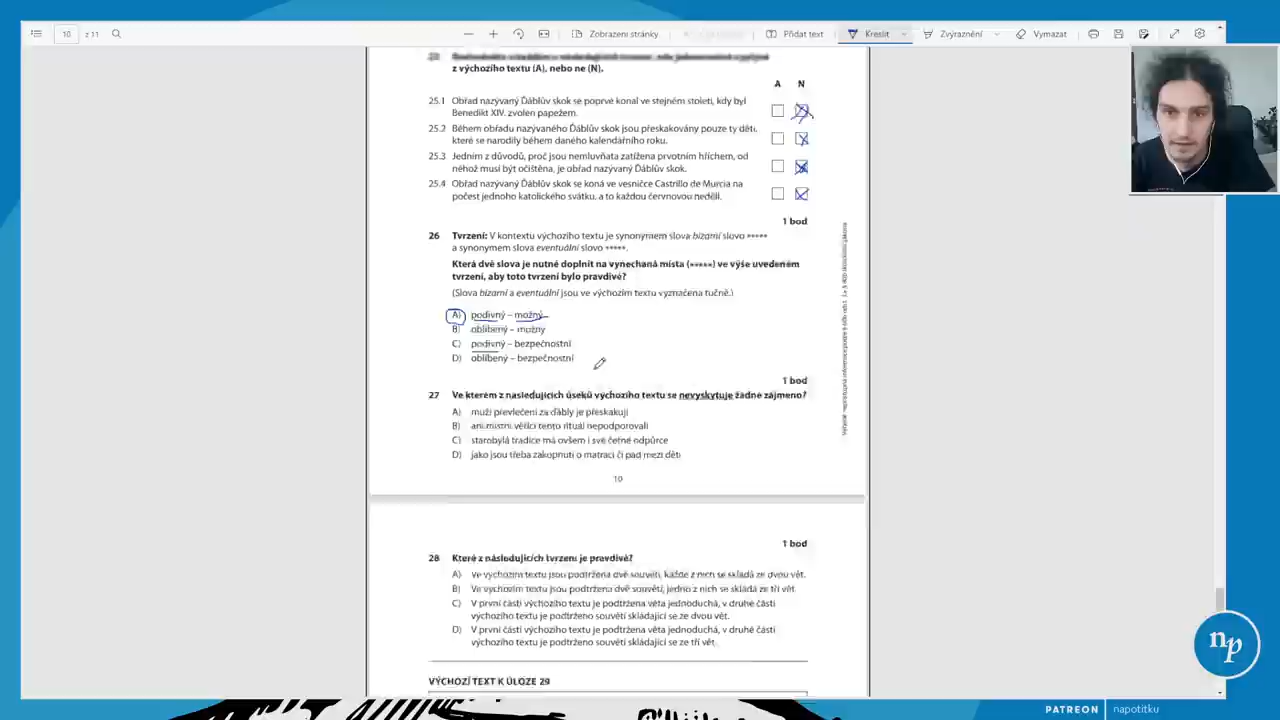 10 z 11 Zobrazení stránky Přidat text Kreslit Zvýraznění Vymazat
z výchozího textu (A), nebo ne (N).
A N
25.1 Obřad nazývaný Ďáblův skok se poprvé konal ve stejném století, kdy byl
Benedikt XIV. zvolen papežem.
25.2 Během obřadu nazývaného Ďáblův skok jsou přeskakovány pouze ty děti,
které se narodily během daného kalendářního roku.
25.3 Jedním z důvodů, proč jsou nemluvňata zatížena prvotním hříchem, od
něhož musí být očištěna, je obřad nazývaný Ďáblův skok.
25.4 Obřad nazývaný Ďáblův skok se koná ve vesničce Castrillo de Murcia na
počest jednoho katolického svátku, a to každou červnovou neděli.
1 bod
26 Tvrzení: V kontextu výchozího textu je synonymem slova bizarní slovo *****
a synonymem slova eventuální slovo *****.
Která dvě slova je nutné doplnit na vynechaná místa (*****) ve výše uvedeném
tvrzení, aby toto tvrzení bylo pravdivé?
(Slova bizarní a eventuální jsou ve výchozím textu vyznačena tučně.)
A) podivný – možný
B) oblíbený – možný
C) podivný – bezpečnostní
D) oblíbený – bezpečnostní
1 bod
27 Ve kterém z následujících úseků výchozího textu se nevyskytuje žádné zájmeno?
A) muži převlečení za ďábly je přeskakují
B) ani místní věřící tento rituál nepodporovali
C) starobylá tradice má ovšem i své četné odpůrce
D) jako jsou třeba zakopnutí o matraci či pád mezi děti
10
1 bod
28 Které z následujících tvrzení je pravdivé?
A) Ve výchozím textu jsou podtržena dvě souvětí, každé z nich se skládá ze dvou vět.
B) Ve výchozím textu jsou podtržena dvě souvětí, jedno z nich se skládá ze tří vět.
C) V první části výchozího textu je podtržena věta jednoduchá, v druhé části
výchozího textu je podtrženo souvětí skládající se ze dvou vět.
D) V první části výchozího textu je podtržena věta jednoduchá, v druhé části
výchozího textu je podtrženo souvětí skládající se ze tří vět.
VÝCHOZÍ TEXT K ÚLOZE 29
np
PATREON napotitku